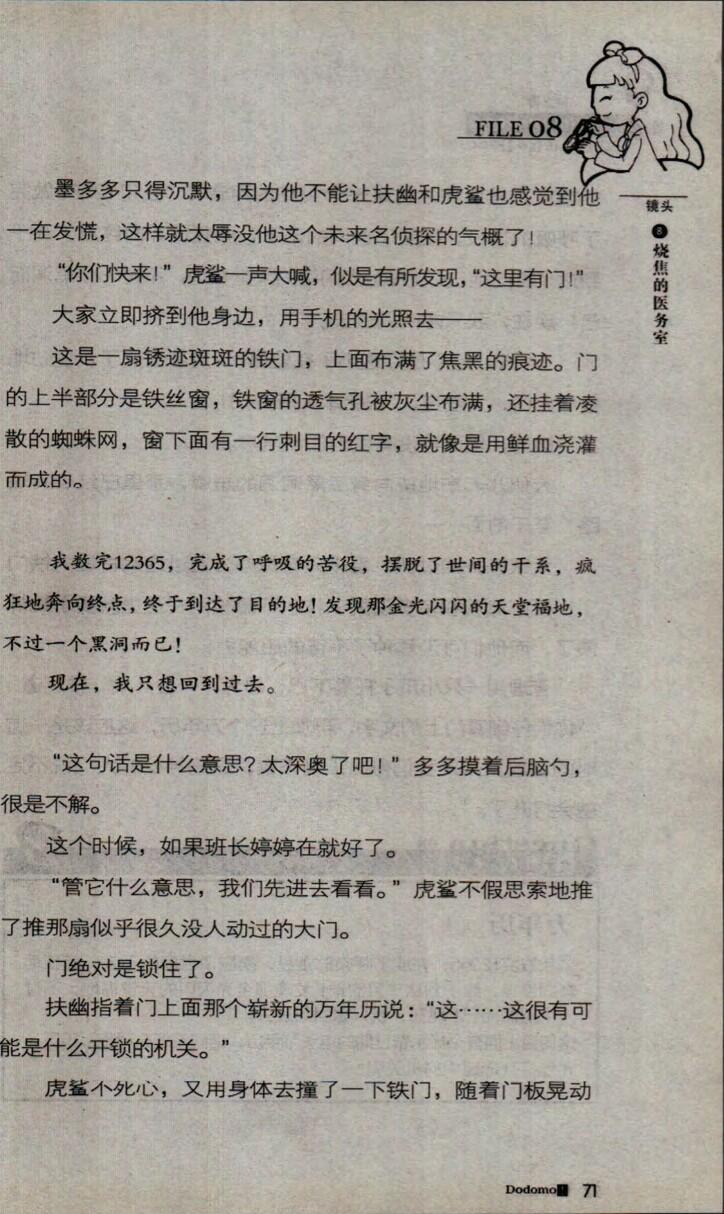 FILE 08
镜头
❸烧焦的医务室
墨多多只得沉默，因为他不能让扶幽和虎鲨也感觉到他
一在发慌，这样就太辱没他这个未来名侦探的气概了！
“你们快来！”虎鲨一声大喊，似是有所发现，“这里有门！”
大家立即挤到他身边，用手机的光照去——
这是一扇锈迹斑斑的铁门，上面布满了焦黑的痕迹。门
的上半部分是铁丝窗，铁窗的透气孔被灰尘布满，还挂着凌
散的蜘蛛网，窗下面有一行刺目的红字，就像是用鲜血浇灌
而成的。
我数完12365，完成了呼吸的苦役，摆脱了世间的干系，疯
狂地奔向终点，终于到达了目的地！发现那金光闪闪的天堂福地，
不过一个黑洞而已！
现在，我只想回到过去。
“这句话是什么意思？太深奥了吧！”多多摸着后脑勺，
很是不解。
这个时候，如果班长婷婷在就好了。
“管它什么意思，我们先进去看看。”虎鲨不假思索地推
了推那扇似乎很久没人动过的大门。
门绝对是锁住了。
扶幽指着门上面那个崭新的万年历说：“这……这很有可
能是什么开锁的机关。”
虎鲨不死心，又用身体去撞了一下铁门，随着门板晃动
Dodomo 71